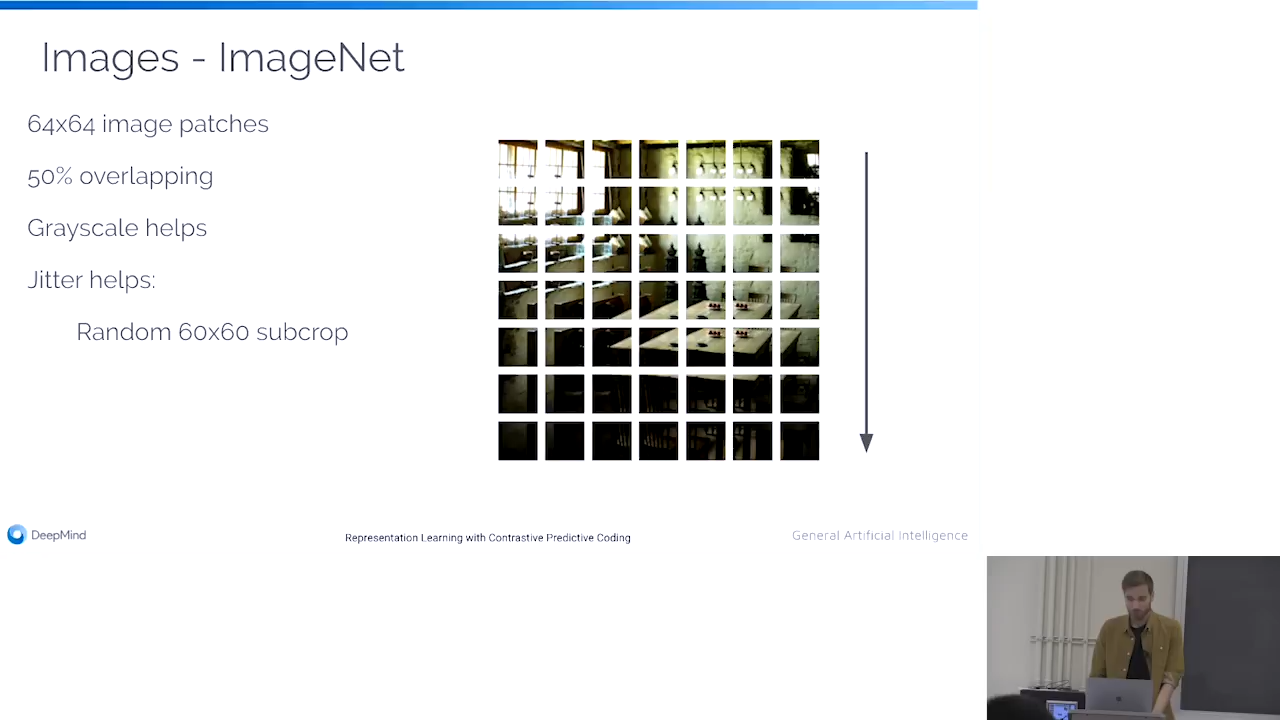 Images - ImageNet
64x64 image patches
50% overlapping
Grayscale helps
Jitter helps:
Random 60x60 subcrop
DeepMind
Representation Learning with Contrastive Predictive Coding
General Artificial Intelligence